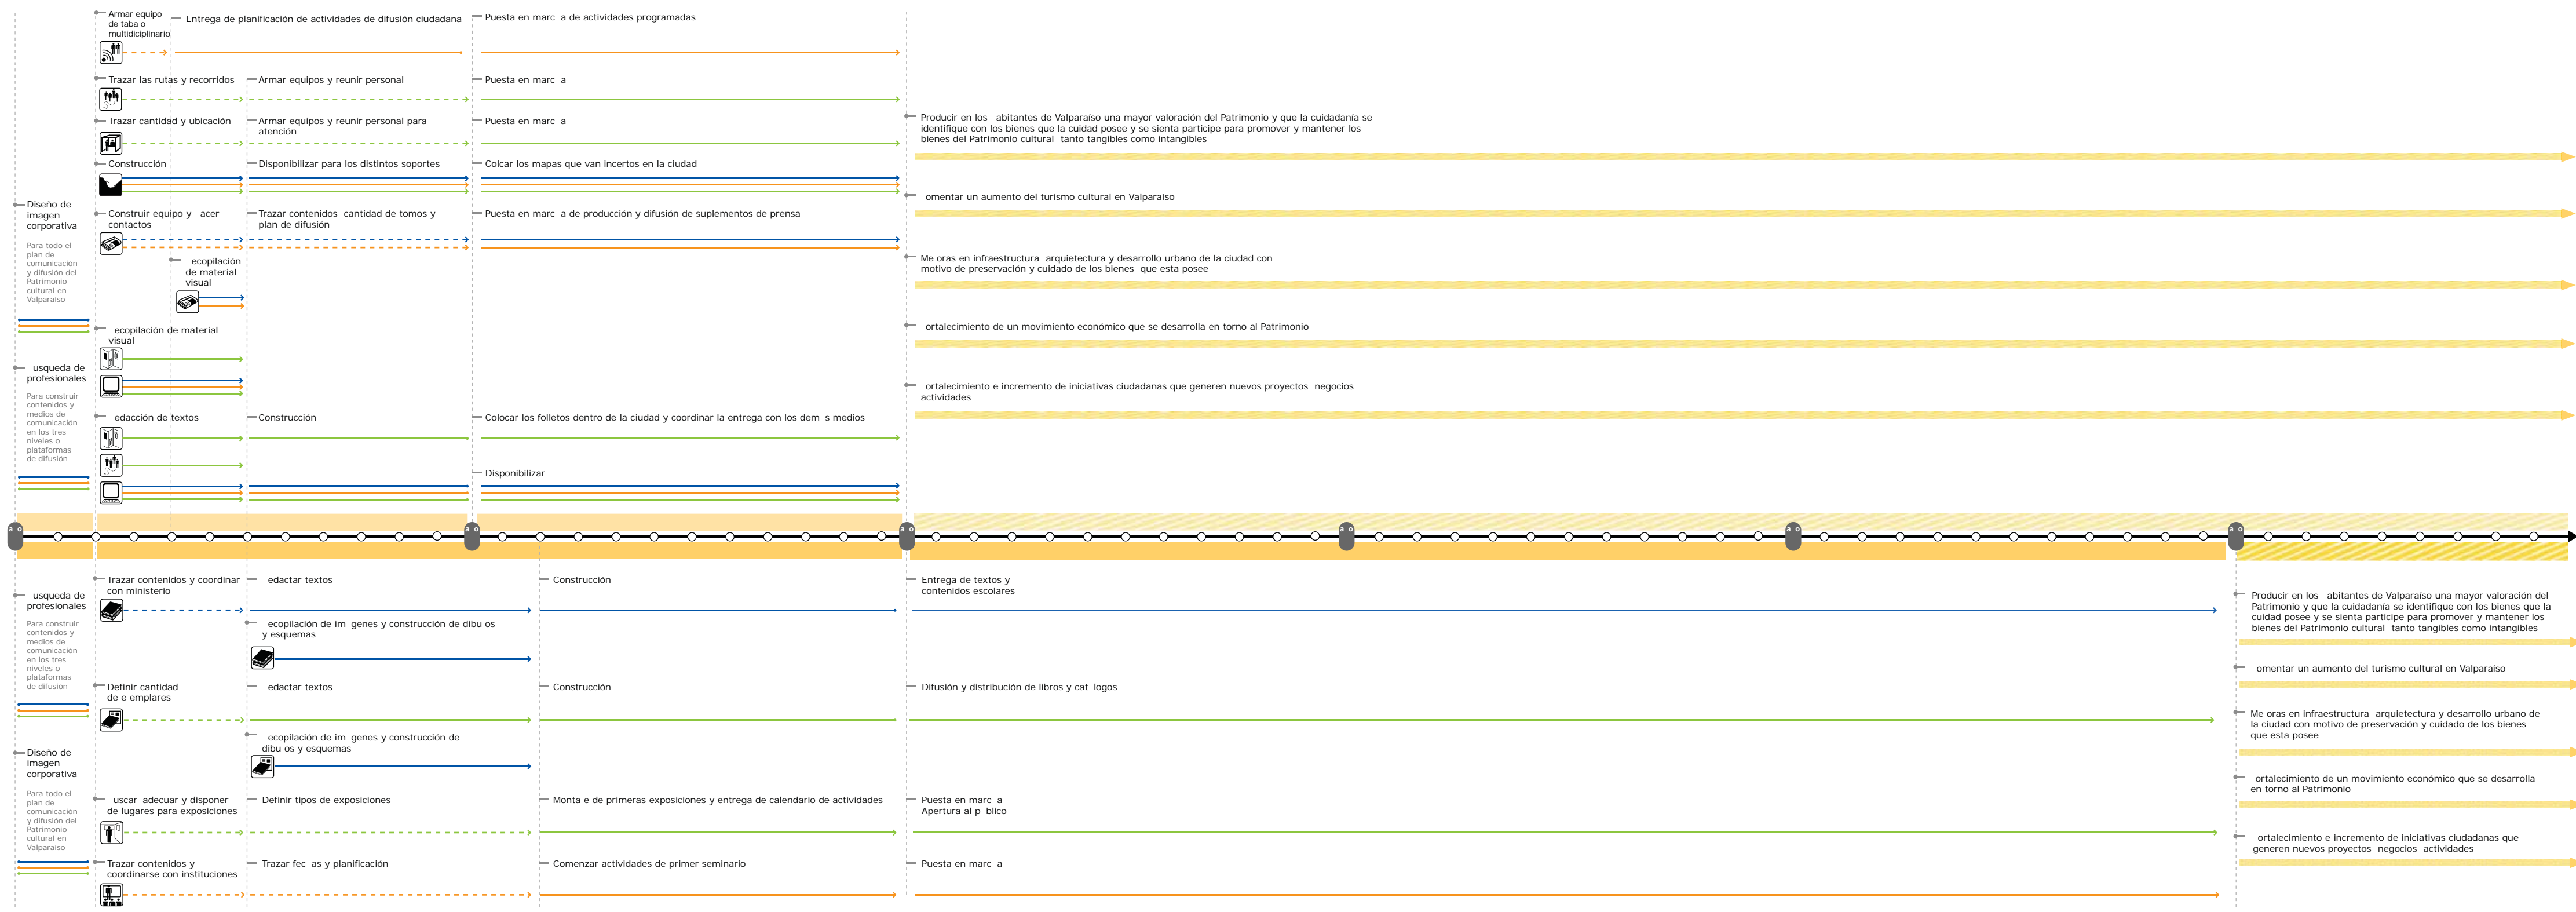 Armar equipo
de taba o
multidiciplinario
Entrega de planificación de actividades de difusión ciudadana
Puesta en marc a de actividades programadas
Trazar las rutas y recorridos
Armar equipos y reunir personal
Puesta en marc a
Trazar cantidad y ubicación
Armar equipos y reunir personal para
atención
Puesta en marc a
Construcción
Disponibilizar para los distintos soportes
Colcar los mapas que van incertos en la ciudad
Diseño de
imagen
corporativa
Para todo el
plan de
comunicación
y difusión del
Patrimonio
cultural en
Valparaíso
Construir equipo y acer
contactos
Trazar contenidos cantidad de tomos y
plan de difusión
Puesta en marc a de producción y difusión de suplementos de prensa
ecopilación
de material
visual
ecopilación de material
visual
usqueda de
profesionales
Para construir
contenidos y
medios de
comunicación
en los tres
niveles o
plataformas
de difusión
edacción de textos
Construcción
Colocar los folletos dentro de la ciudad y coordinar la entrega con los dem s medios
Disponibilizar
Producir en los abitantes de Valparaíso una mayor valoración del Patrimonio y que la cuidadanía se
identifique con los bienes que la cuidad posee y se sienta participe para promover y mantener los
bienes del Patrimonio cultural tanto tangibles como intangibles
omentar un aumento del turismo cultural en Valparaíso
Me oras en infraestructura arquietectura y desarrollo urbano de la ciudad con
motivo de preservación y cuidado de los bienes que esta posee
ortalecimiento de un movimiento económico que se desarrolla en torno al Patrimonio
ortalecimiento e incremento de iniciativas ciudadanas que generen nuevos proyectos negocios
actividades
a o
a o
a o
a o
a o
a o
usqueda de
profesionales
Para construir
contenidos y
medios de
comunicación
en los tres
niveles o
plataformas
de difusión
Trazar contenidos y coordinar
con ministerio
edactar textos
Construcción
Entrega de textos y
contenidos escolares
ecopilación de im genes y construcción de dibu os
y esquemas
Definir cantidad
de e emplares
edactar textos
Construcción
Difusión y distribución de libros y cat logos
ecopilación de im genes y construcción de
dibu os y esquemas
Diseño de
imagen
corporativa
Para todo el
plan de
comunicación
y difusión del
Patrimonio
cultural en
Valparaíso
uscar adecuar y disponer
de lugares para exposiciones
Definir tipos de exposiciones
Monta e de primeras exposiciones y entrega de calendario de actividades
Puesta en marc a
Apertura al p blico
Trazar contenidos y
coordinarse con instituciones
Trazar fec as y planificación
Comenzar actividades de primer seminario
Puesta en marc a
Producir en los abitantes de Valparaíso una mayor valoración del
Patrimonio y que la cuidadanía se identifique con los bienes que la
cuidad posee y se sienta participe para promover y mantener los
bienes del Patrimonio cultural tanto tangibles como intangibles
omentar un aumento del turismo cultural en Valparaíso
Me oras en infraestructura arquietectura y desarrollo urbano de
la ciudad con motivo de preservación y cuidado de los bienes
que esta posee
ortalecimiento de un movimiento económico que se desarrolla
en torno al Patrimonio
ortalecimiento e incremento de iniciativas ciudadanas que
generen nuevos proyectos negocios actividades